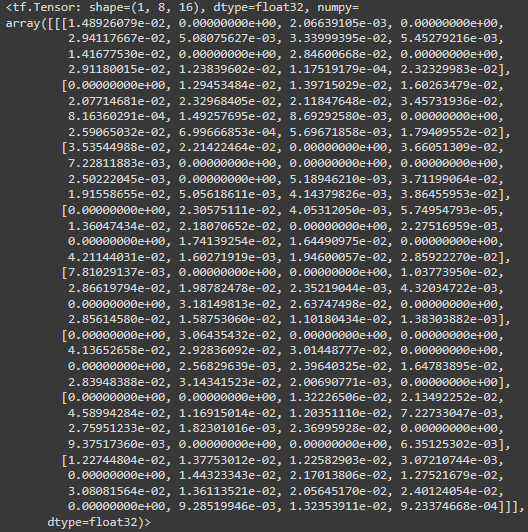 <tf.Tensor: shape=(1, 8, 16), dtype=float32, numpy=
array([[[1.48926079e-02, 0.00000000e+00, 2.06639105e-03, 0.00000000e+00,
2.94117667e-02, 5.08075627e-03, 3.33999395e-02, 5.45279216e-03,
1.41677530e-02, 0.00000000e+00, 2.84600668e-02, 0.00000000e+00,
2.91180015e-02, 1.23839602e-02, 1.17519179e-04, 2.32329983e-02],
[0.00000000e+00, 1.29453484e-02, 1.39715029e-02, 1.60263479e-02,
2.07714681e-02, 2.32968405e-02, 2.11847648e-02, 3.45731936e-02,
8.16360291e-04, 1.49257695e-02, 8.69292580e-03, 0.00000000e+00,
2.59065032e-02, 6.99666853e-04, 5.69671858e-03, 1.79409552e-02],
[3.53544988e-02, 2.21422464e-02, 0.00000000e+00, 3.66051309e-02,
7.22811883e-03, 0.00000000e+00, 0.00000000e+00, 0.00000000e+00,
2.50222045e-03, 0.00000000e+00, 5.18946210e-03, 3.71199064e-02,
1.91558655e-02, 5.05618611e-03, 4.14379826e-03, 3.86455953e-02],
[0.00000000e+00, 2.30575111e-02, 4.05312050e-03, 5.74954793e-05,
1.36047434e-02, 2.18070652e-02, 0.00000000e+00, 2.27516959e-03,
0.00000000e+00, 1.74139254e-02, 1.64490975e-02, 0.00000000e+00,
4.21144031e-02, 1.60271919e-03, 1.94600057e-02, 2.85922270e-02],
[7.81029137e-03, 0.00000000e+00, 0.00000000e+00, 1.03773950e-02,
2.86619794e-02, 1.98782478e-02, 2.35219044e-03, 4.32034722e-03,
0.00000000e+00, 3.18149813e-02, 2.63747498e-02, 0.00000000e+00,
2.85614580e-02, 1.58753060e-02, 1.10180434e-02, 1.38303882e-03],
[0.00000000e+00, 3.06435432e-02, 0.00000000e+00, 0.00000000e+00,
4.13652658e-02, 2.92836092e-02, 3.01448777e-02, 0.00000000e+00,
0.00000000e+00, 2.56829639e-03, 2.39640325e-02, 1.64783895e-02,
2.83948388e-02, 3.14341523e-02, 2.00690771e-03, 0.00000000e+00],
[0.00000000e+00, 0.00000000e+00, 1.32226506e-02, 2.13492252e-02,
4.58994284e-02, 1.16915014e-02, 1.20351110e-02, 7.22733047e-03,
2.75951233e-02, 1.82301016e-03, 2.36995928e-02, 0.00000000e+00,
9.37517360e-03, 0.00000000e+00, 0.00000000e+00, 6.35125302e-03],
[1.22744804e-02, 1.37753012e-02, 1.22582903e-02, 3.07210744e-03,
0.00000000e+00, 1.44323343e-02, 2.17013806e-02, 1.27521679e-02,
3.08081564e-02, 1.36113521e-02, 2.05645170e-02, 2.40124054e-02,
0.00000000e+00, 9.28519946e-03, 1.32353911e-02, 9.23374668e-04]]],
dtype=float32)>